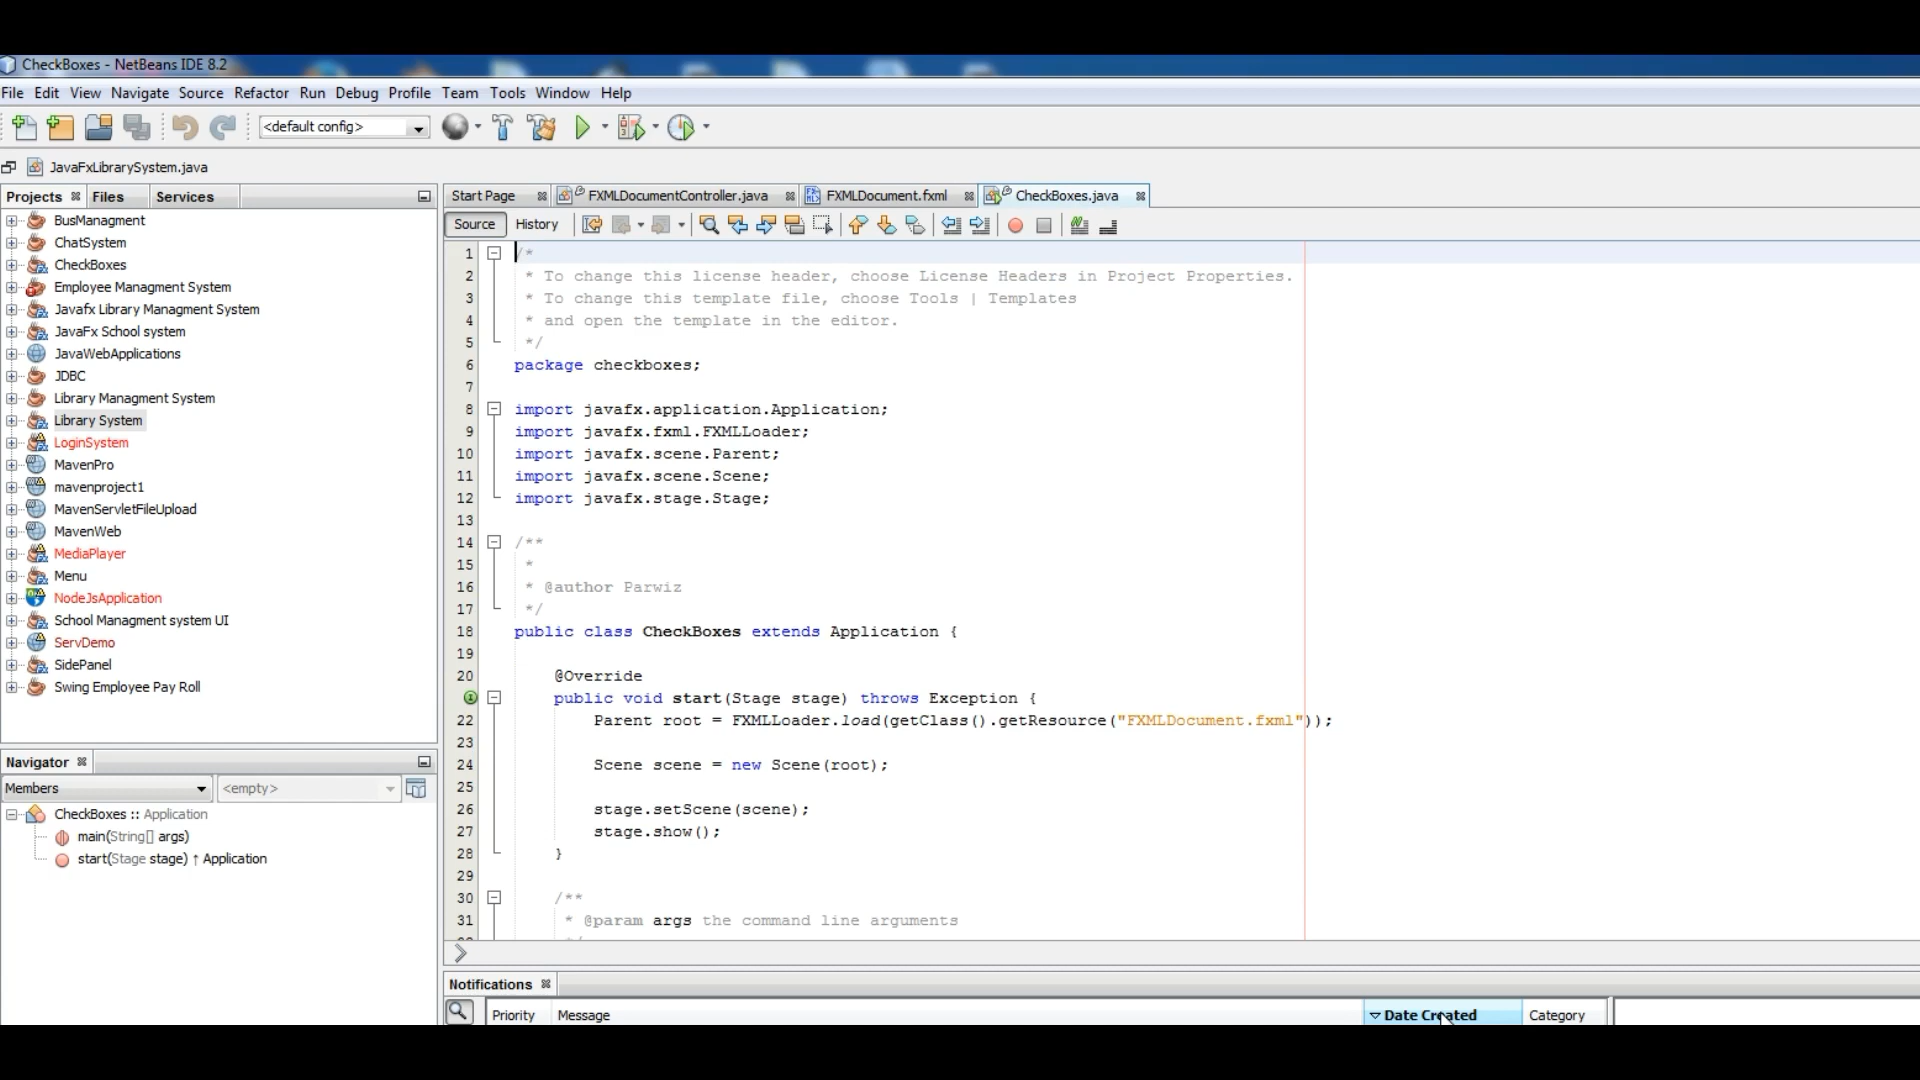 CheckBoxes - NetBeans IDE 8.2
File Edit View Navigate Source Refactor Run Debug Profile Team Tools Window Help
<default config>
JavaFxLibrarySystem.java
Projects Files Services
BusManagment
ChatSystem
CheckBoxes
Employee Managment System
Javafx Library Managment System
JavaFx School system
JavaWebApplications
JDBC
Library Managment System
Library System
LoginSystem
MavenPro
mavenproject1
MavenServletFileUpload
MavenWeb
MediaPlayer
Menu
NodeJsApplication
School Managment system UI
ServDemo
SidePanel
Swing Employee Pay Roll
Navigator
Members <empty>
CheckBoxes :: Application
main(String[] args)
start(Stage stage) ↑ Application
Start Page FXMLDocumentController.java FXMLDocument.fxml CheckBoxes.java
Source History
1 /*
2 * To change this license header, choose License Headers in Project Properties.
3 * To change this template file, choose Tools | Templates
4 * and open the template in the editor.
5 */
6 package checkboxes;
7
8 import javafx.application.Application;
9 import javafx.fxml.FXMLLoader;
10 import javafx.scene.Parent;
11 import javafx.scene.Scene;
12 import javafx.stage.Stage;
13
14 /**
15 *
16 * @author Parwiz
17 */
18 public class CheckBoxes extends Application {
19
20 @Override
public void start(Stage stage) throws Exception {
22 Parent root = FXMLLoader.load(getClass().getResource("FXMLDocument.fxml"));
23
24 Scene scene = new Scene(root);
25
26 stage.setScene(scene);
27 stage.show();
28 }
29
30 /**
31 * @param args the command line arguments
Notifications
Priority Message Date Created Category